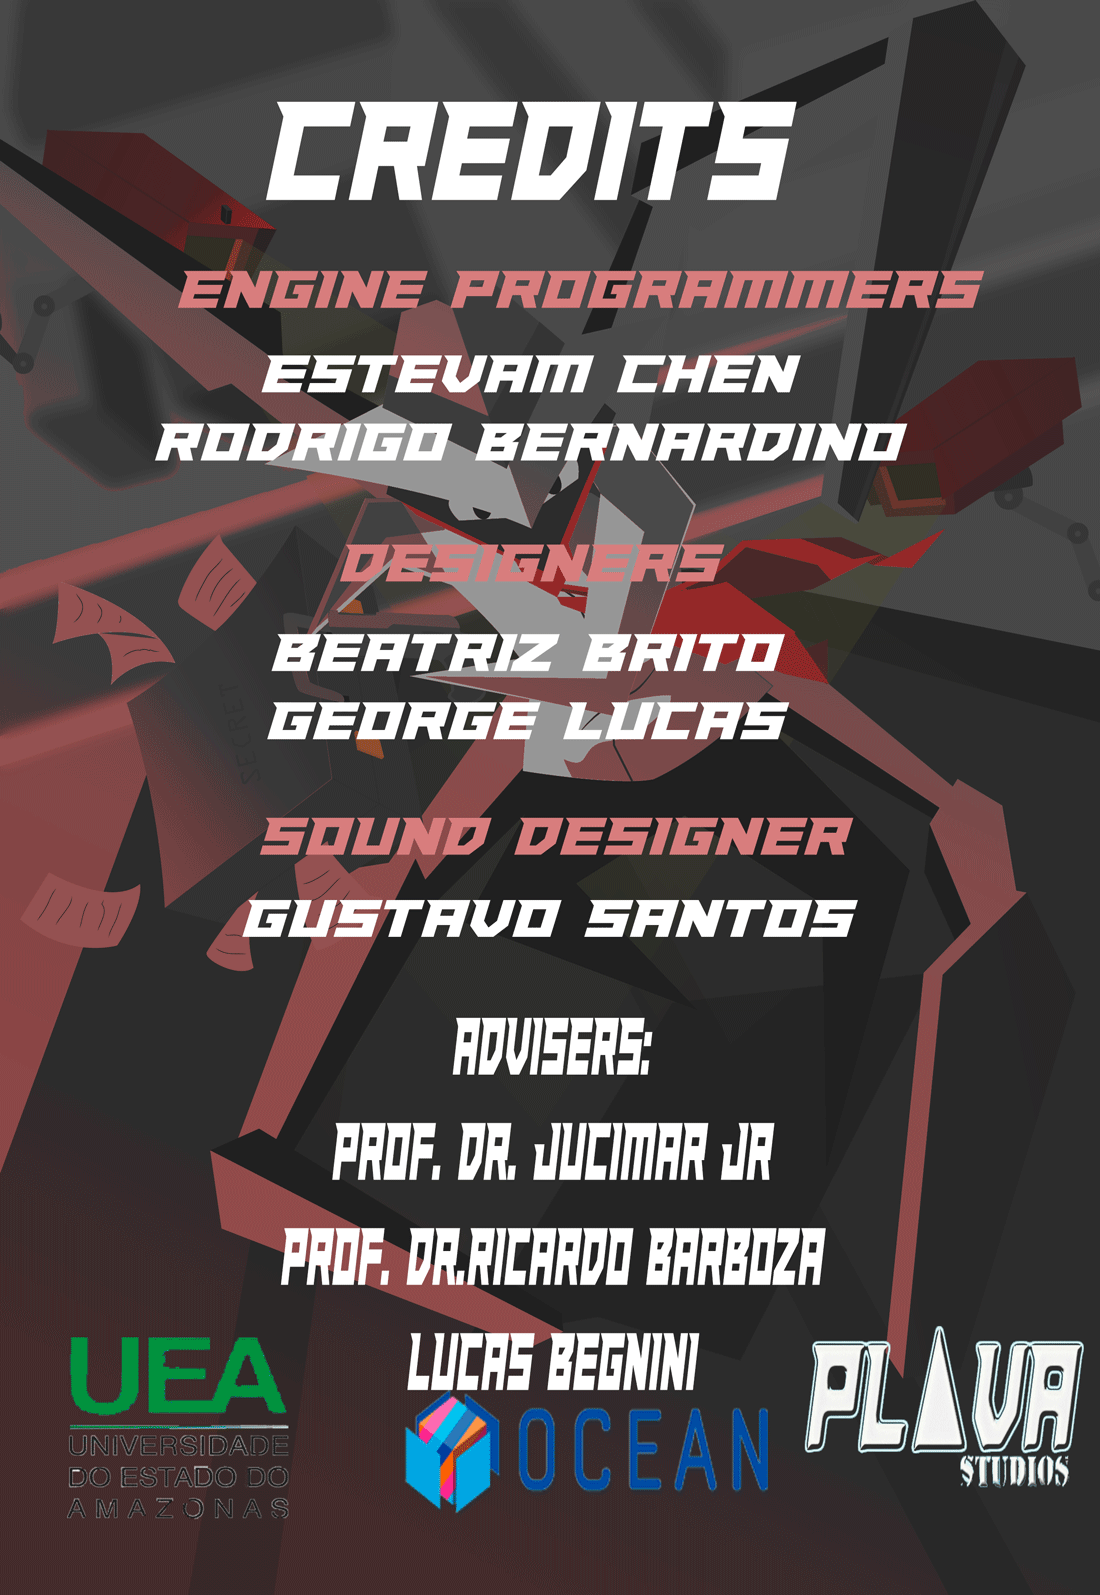 CREDITS
ENGINE PROGRAMMERS
ESTEVAM CHEN
RODRIGO BERNARDINO
DESIGNERS
BEATRIZ BRITO
GEORGE LUCAS
SECRET
SOUND DESIGNER
GUSTAVO SANTOS
ADVISERS:
PROF. DR. JUCIMAR JR
PROF. DR.RICARDO BARBOZA
LUCAS BEGNINI
UEA
UNIVERSIDADE
DO ESTADO DO
AMAZONAS
OCEAN
PLAVA
STUDIOS